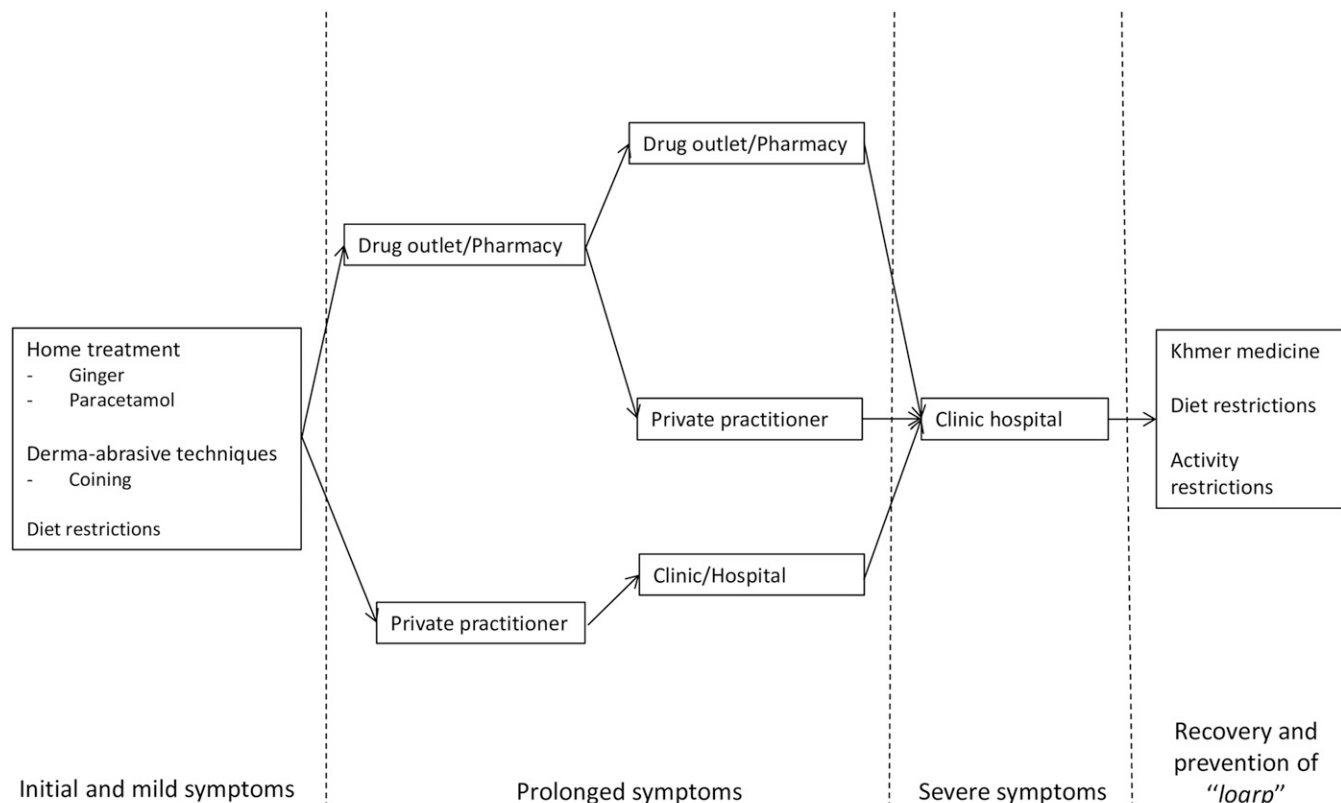 Drug outlet/Pharmacy
Drug outlet/Pharmacy
Home treatment
- Ginger
- Paracetamol
Derma-abrasive techniques
- Coining
Diet restrictions
Private practitioner
Clinic/Hospital
Private practitioner
Clinic hospital
Khmer medicine
Diet restrictions
Activity
restrictions
Initial and mild symptoms
Prolonged symptoms
Severe symptoms
Recovery and
prevention of
“loarp”